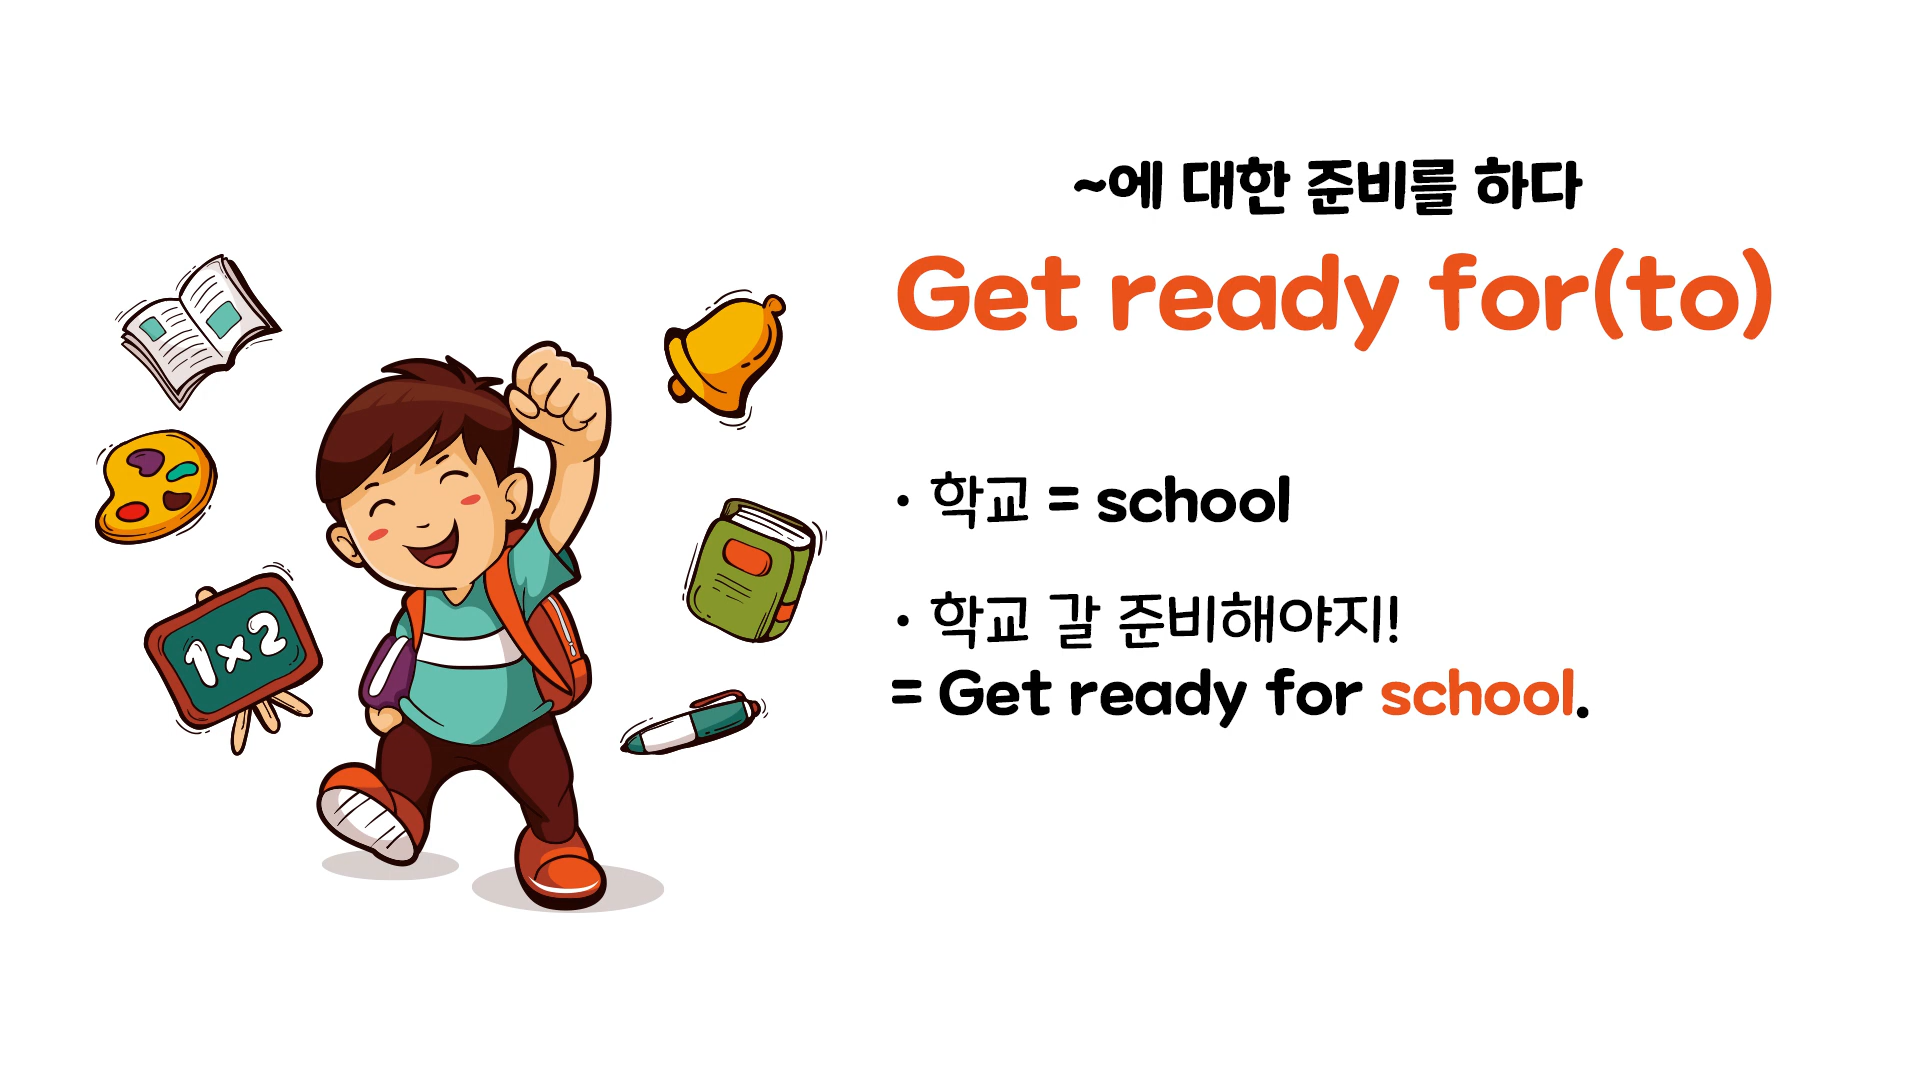 ~에 대한 준비를 하다
Get ready for(to)
• 학교 = school
• 학교 갈 준비해야지!
= Get ready for school.
1x2